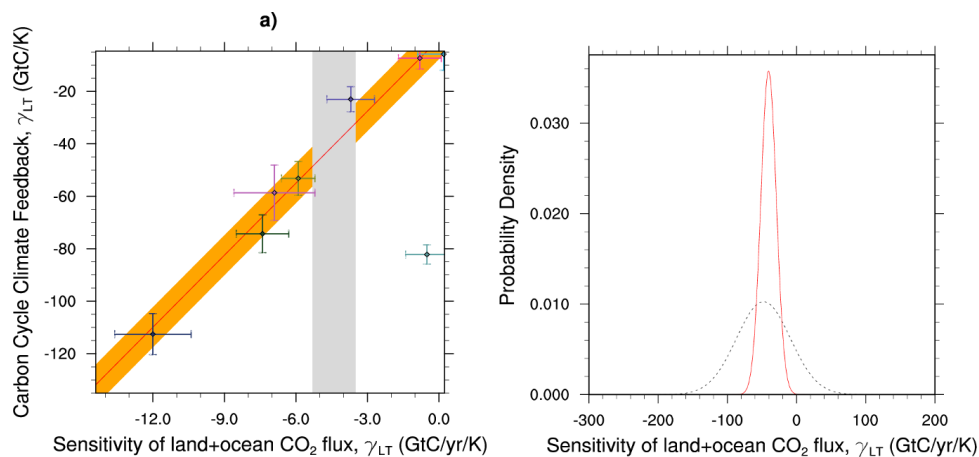 a)
Carbon Cycle Climate Feedback, γLT (GtC/K)
-20
-40
-60
-80
-100
-120
-12.0 -9.0 -6.0 -3.0 0.0
Sensitivity of land+ocean CO2 flux, γLT (GtC/yr/K)
Probability Density
0.030
0.020
0.010
0.000
-300 -200 -100 0 100 200
Sensitivity of land+ocean CO2 flux, γLT (GtC/yr/K)